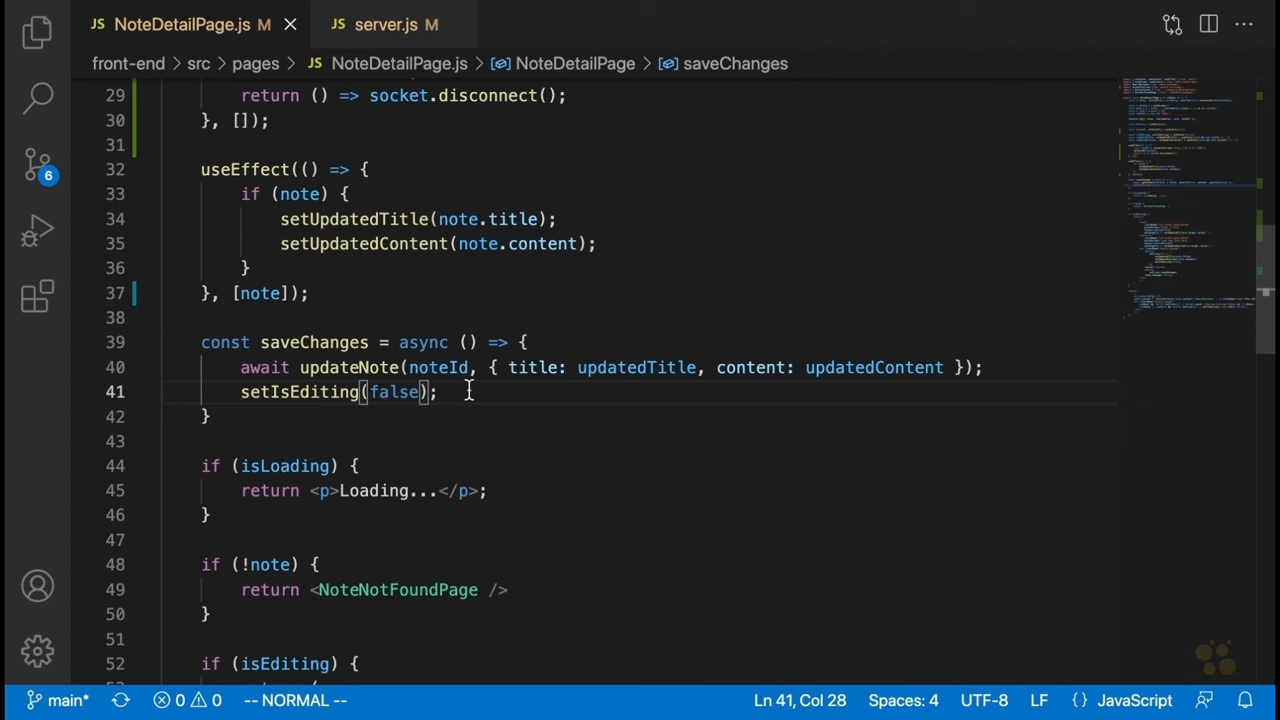 JS NoteDetailPage.js M
JS server.js M
front-end > src > pages > JS NoteDetailPage.js > NoteDetailPage > saveChanges
29 return () => socket.
30 }, []);
31
32 useEffect(() => {
33 if (note) {
34 setUpdatedTitle(note.title);
35 setUpdatedContent(note.content);
36 }
37 }, [note]);
38
39 const saveChanges = async () => {
40 await updateNote(noteId, { title: updatedTitle, content: updatedContent });
41 setIsEditing(false);
42 }
43
44 if (isLoading) {
45 return <p>Loading...</p>;
46 }
47
48 if (!note) {
49 return <NoteNotFoundPage />
50 }
51
52 if (isEditing) {
6
main* 0 0 -- NORMAL -- Ln 41, Col 28 Spaces: 4 UTF-8 LF {} JavaScript